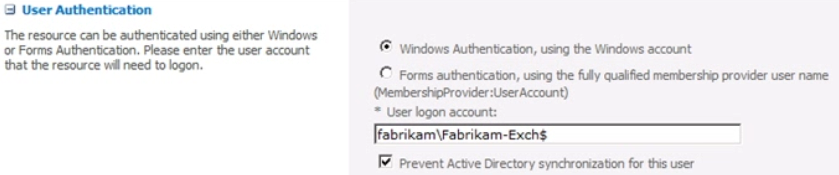 User Authentication
The resource can be authenticated using either Windows
or Forms Authentication. Please enter the user account
that the resource will need to logon.
Windows Authentication, using the Windows account
Forms authentication, using the fully qualified membership provider user name
(MembershipProvider:UserAccount)
* User logon account:
fabrikam\Fabrikam-Exch$
Prevent Active Directory synchronization for this user